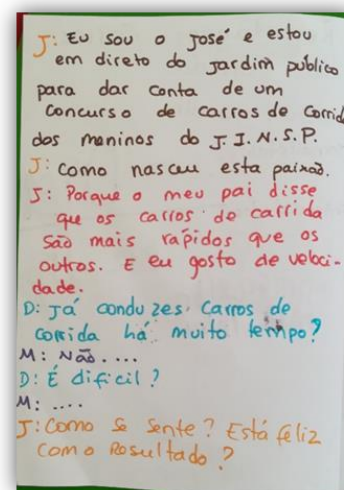 J: Eu sou o José e estou
em direto do jardim público
para dar conta de um
concurso de carros de corrid
dos meninos do J.I.N.S.P.
J: Como nasceu esta paixão.
S: Porque o meu pai disse
que os carros de carrida
são mais rápidos que os
outros. E eu gosto de veloci-
dade.
D: Já conduzes carros de
corrida há muito tempo?
M: Não....
D: É dificil?
M: ....
J: Como se sente? Está feliz
com o Resultado?